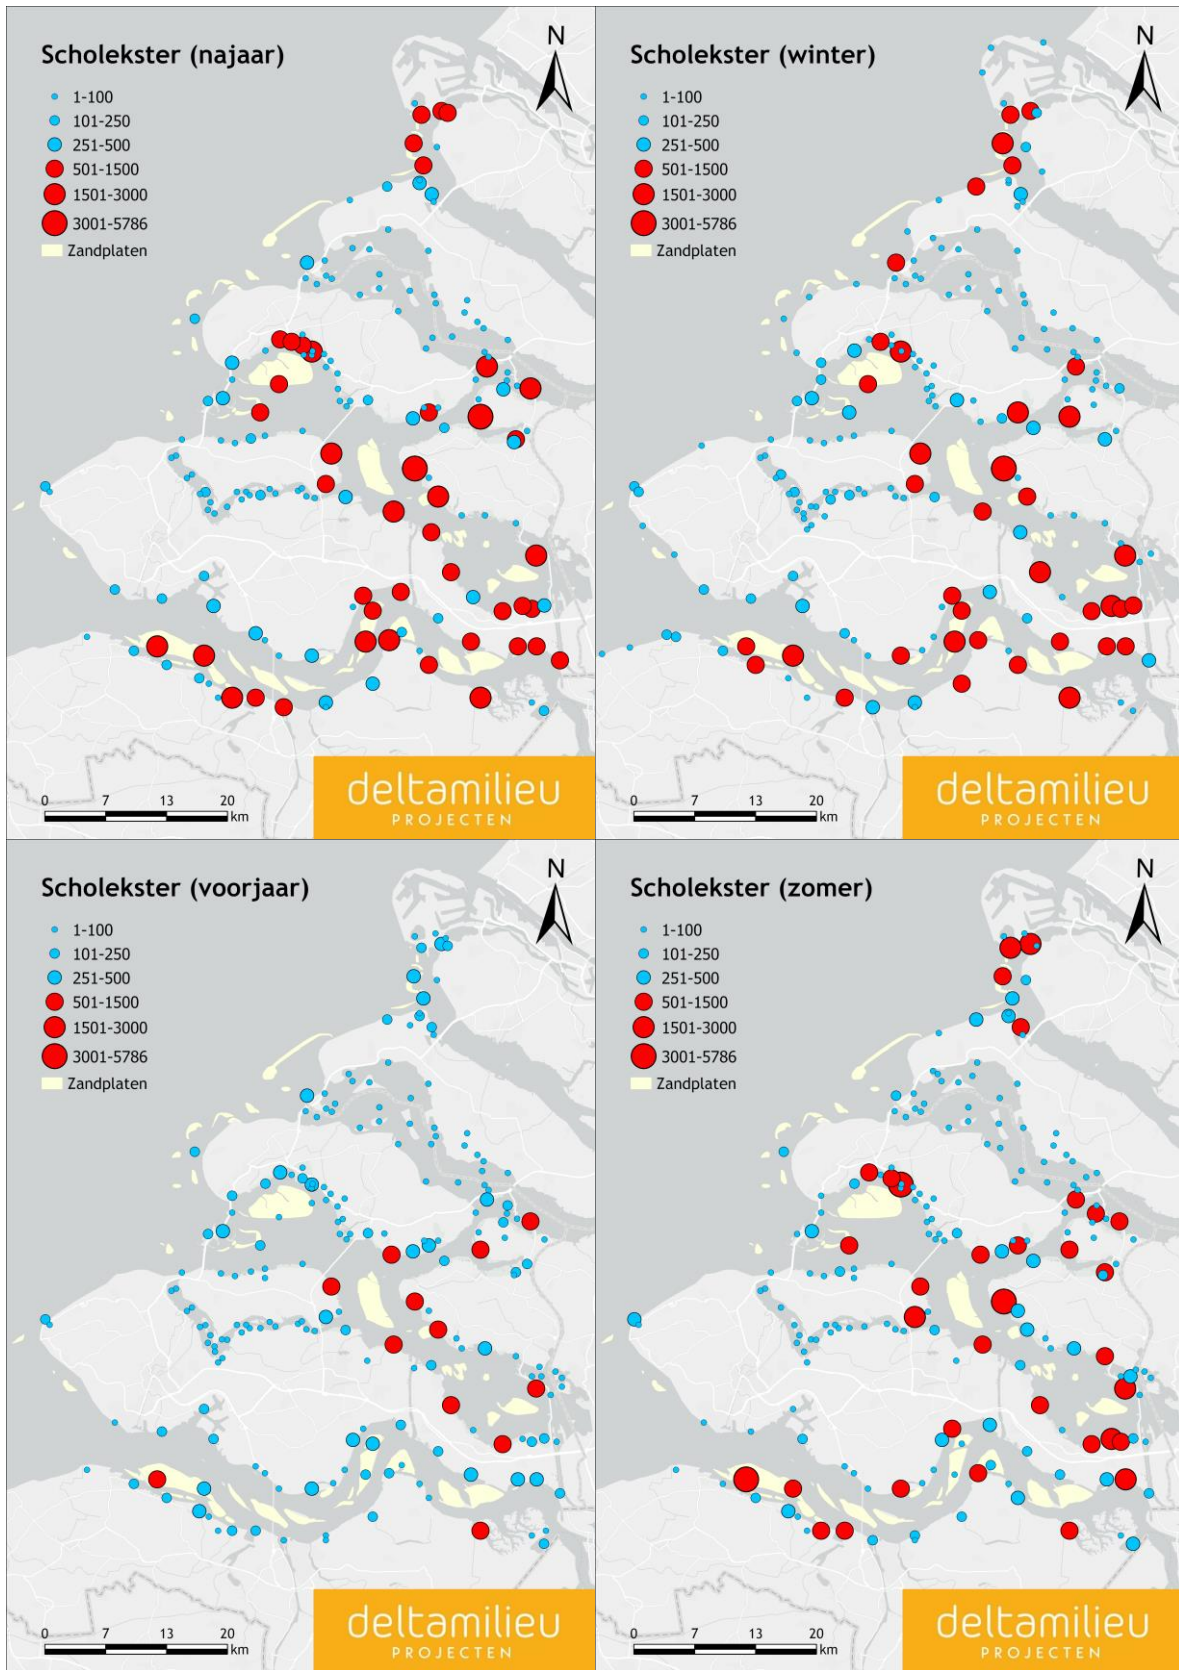 Scholekster (najaar)
N
1-100
101-250
251-500
501-1500
1501-3000
3001-5786
Zandplaten
deltamilieu
PROJECTEN
0 7 13 20
km
Scholekster (winter)
N
1-100
101-250
251-500
501-1500
1501-3000
3001-5786
Zandplaten
deltamilieu
PROJECTEN
0 7 13 20
km
Scholekster (voorjaar)
N
1-100
101-250
251-500
501-1500
1501-3000
3001-5786
Zandplaten
deltamilieu
PROJECTEN
0 7 13 20
km
Scholekster (zomer)
N
1-100
101-250
251-500
501-1500
1501-3000
3001-5786
Zandplaten
deltamilieu
PROJECTEN
0 7 13 20
km